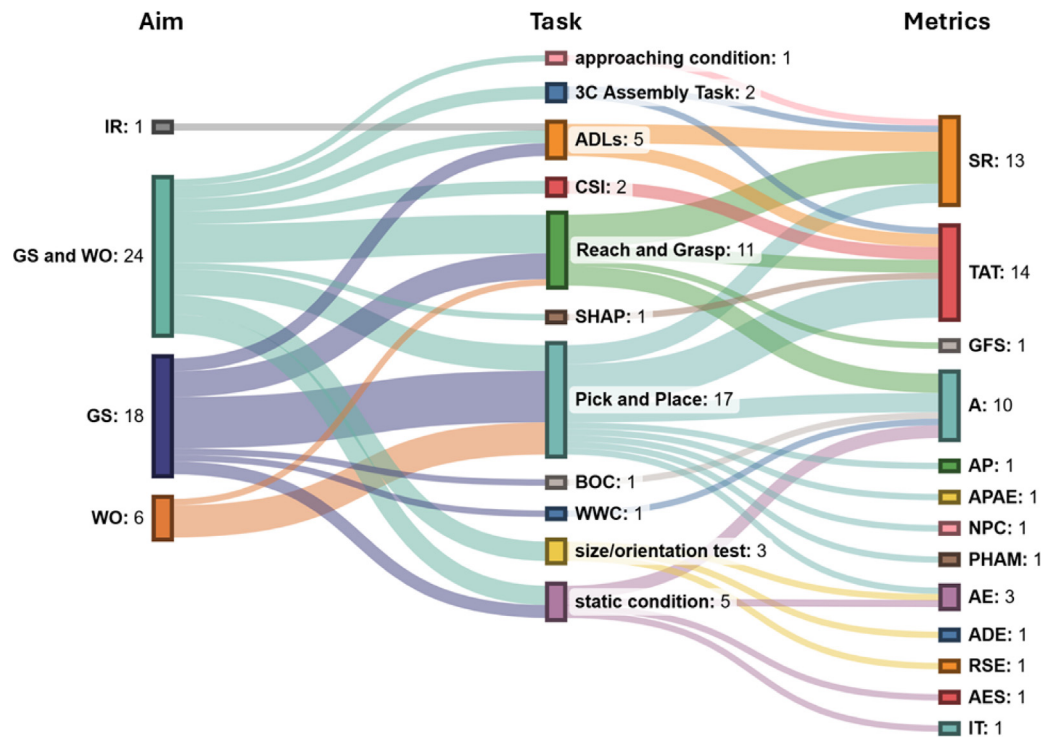 Aim
Task
Metrics
IR: 1
GS and WO: 24
GS: 18
WO: 6
approaching condition: 1
3C Assembly Task: 2
ADLs: 5
CSI: 2
Reach and Grasp: 11
SHAP: 1
Pick and Place: 17
BOC: 1
WWC: 1
size/orientation test: 3
static condition: 5
SR: 13
TAT: 14
GFS: 1
A: 10
AP: 1
APAE: 1
NPC: 1
PHAM: 1
AE: 3
ADE: 1
RSE: 1
AES: 1
IT: 1